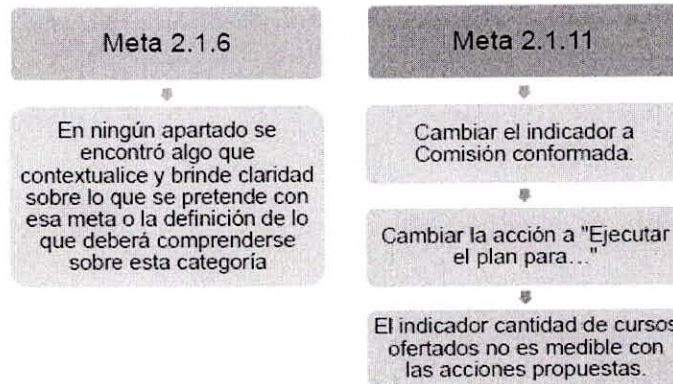 Meta 2.1.6
En ningún apartado se
encontró algo que
contextualice y brinde claridad
sobre lo que se pretende con
esa meta o la definición de lo
que deberá comprenderse
sobre esta categoría
Meta 2.1.11
Cambiar el indicador a
Comisión conformada.
Cambiar la acción a "Ejecutar
el plan para..."
El indicador cantidad de cursos
ofertados no es medible con
las acciones propuestas.